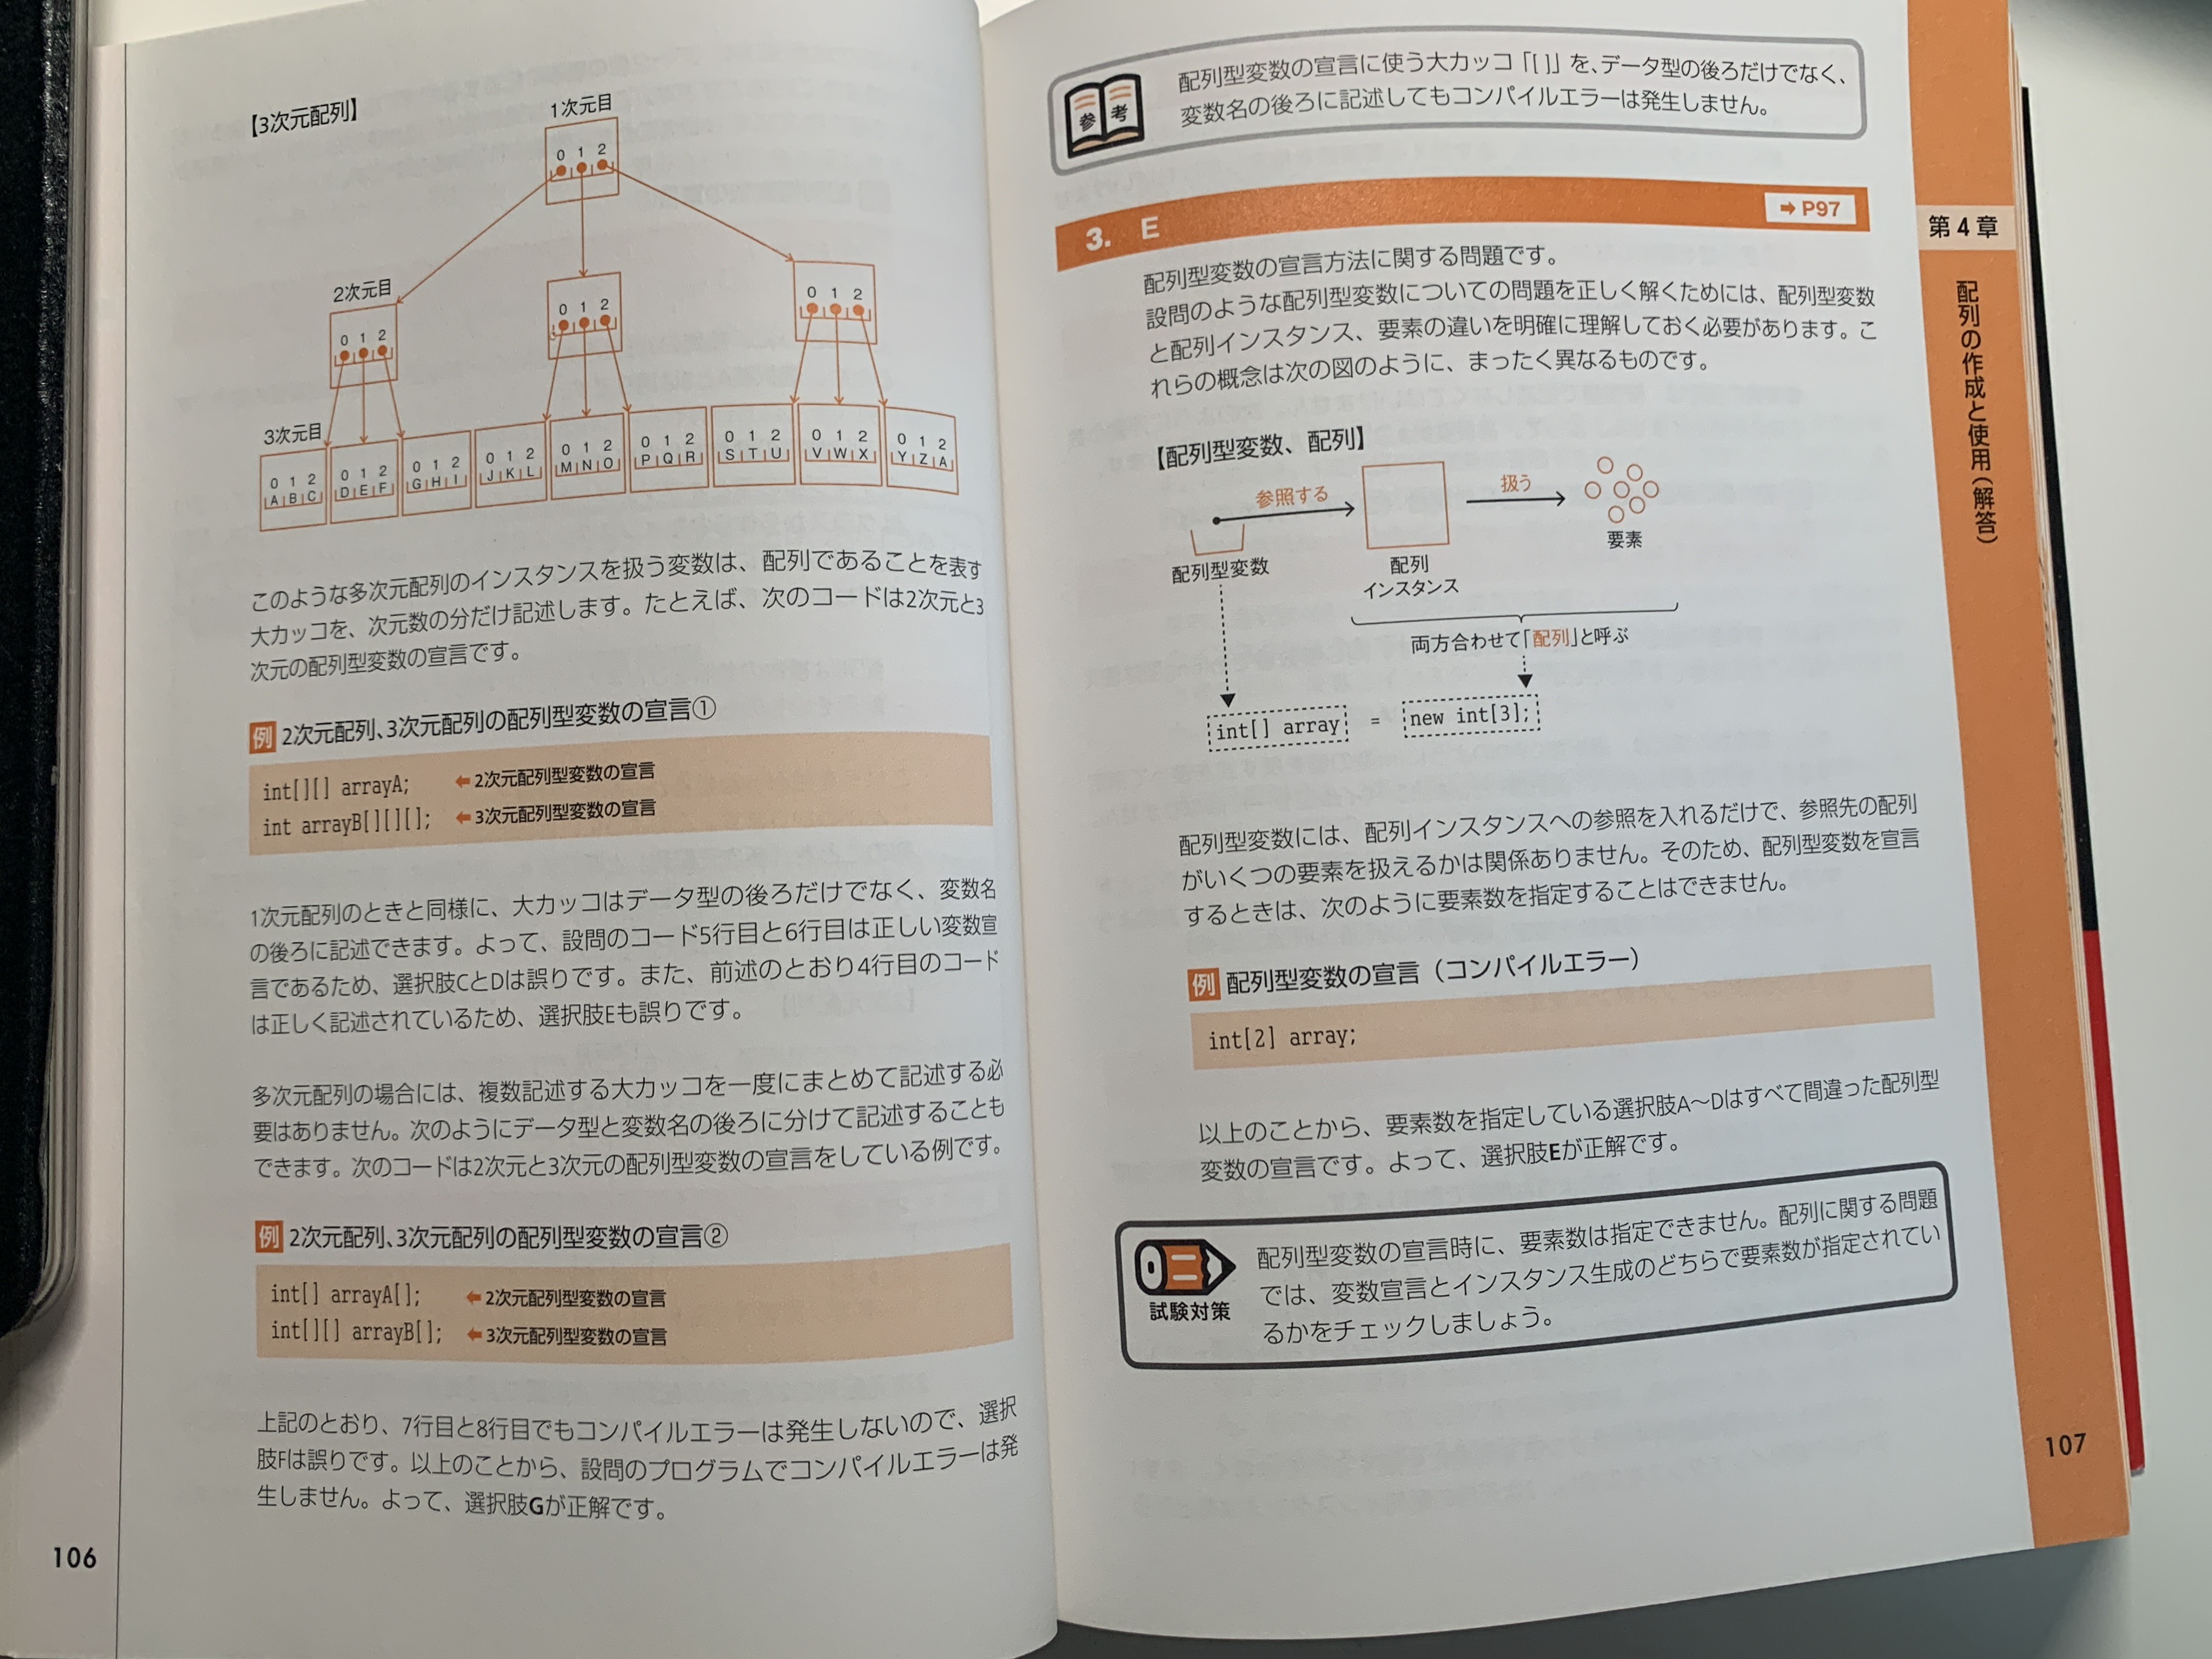 【3次元配列】
1次元目
0 1 2
2次元目
0 1 2
0 1 2
0 1 2
3次元目
0 1 2
A B C
0 1 2
D E F
0 1 2
G H I
0 1 2
J K L
0 1 2
M N O
0 1 2
P Q R
0 1 2
S T U
0 1 2
V W X
0 1 2
Y Z A
このような多次元配列のインスタンスを扱う変数は、配列であることを表す
大カッコを、次元数の分だけ記述します。たとえば、次のコードは2次元と3
次元の配列型変数の宣言です。
例 2次元配列、3次元配列の配列型変数の宣言①
int[][] arrayA; ←2次元配列型変数の宣言
int arrayB[][][]; ←3次元配列型変数の宣言
1次元配列のときと同様に、大カッコはデータ型の後ろだけでなく、変数名
の後ろに記述できます。よって、設問のコード5行目と6行目は正しい変数宣
言であるため、選択肢CとDは誤りです。また、前述のとおり4行目のコード
は正しく記述されているため、選択肢Eも誤りです。
多次元配列の場合には、複数記述する大カッコを一度にまとめて記述する必
要はありません。次のようにデータ型と変数名の後ろに分けて記述することも
できます。次のコードは2次元と3次元の配列型変数の宣言をしている例です。
例 2次元配列、3次元配列の配列型変数の宣言②
int[] arrayA[]; ←2次元配列型変数の宣言
int[][] arrayB[]; ←3次元配列型変数の宣言
上記のとおり、7行目と8行目でもコンパイルエラーは発生しないので、選択
肢Fは誤りです。以上のことから、設問のプログラムでコンパイルエラーは発
生しません。よって、選択肢Gが正解です。
106
参考
配列型変数の宣言に使う大カッコ「[ ]」を、データ型の後ろだけでなく、
変数名の後ろに記述してもコンパイルエラーは発生しません。
3. E
➡P97
配列型変数の宣言方法に関する問題です。
設問のような配列型変数についての問題を正しく解くためには、配列型変数
と配列インスタンス、要素の違いを明確に理解しておく必要があります。こ
れらの概念は次の図のように、まったく異なるものです。
【配列型変数、配列】
参照する
扱う
配列型変数
配列
インスタンス
要素
両方合わせて「配列」と呼ぶ
int[] array = new int[3];
配列型変数には、配列インスタンスへの参照を入れるだけで、参照先の配列
がいくつの要素を扱えるかは関係ありません。そのため、配列型変数を宣言
するときは、次のように要素数を指定することはできません。
例 配列型変数の宣言（コンパイルエラー）
int[2] array;
以上のことから、要素数を指定している選択肢A～Dはすべて間違った配列型
変数の宣言です。よって、選択肢Eが正解です。
試験対策
配列型変数の宣言時に、要素数は指定できません。配列に関する問題
では、変数宣言とインスタンス生成のどちらで要素数が指定されてい
るかをチェックしましょう。
第4章
配列の作成と使用（解答）
107